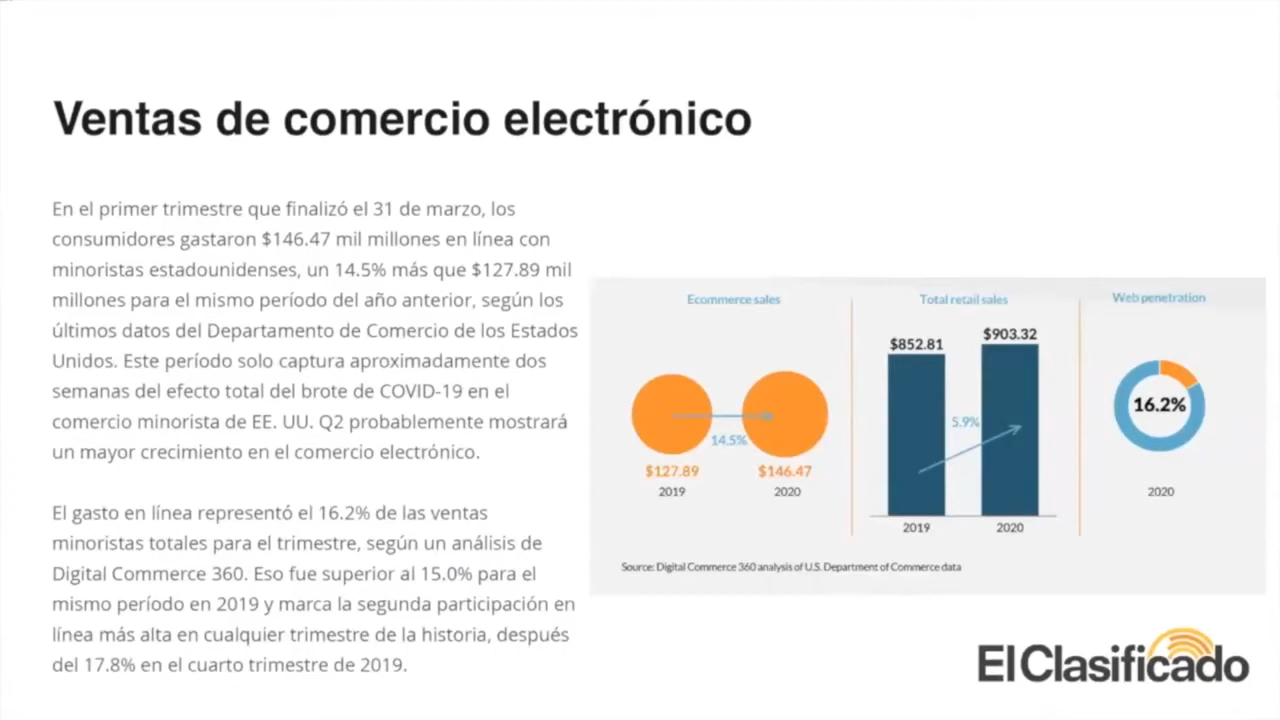 Ventas de comercio electrónico
En el primer trimestre que finalizó el 31 de marzo, los
consumidores gastaron $146.47 mil millones en línea con
minoristas estadounidenses, un 14.5% más que $127.89 mil
millones para el mismo período del año anterior, según los
últimos datos del Departamento de Comercio de los Estados
Unidos. Este período solo captura aproximadamente dos
semanas del efecto total del brote de COVID-19 en el
comercio minorista de EE. UU. Q2 probablemente mostrará
un mayor crecimiento en el comercio electrónico.
El gasto en línea representó el 16.2% de las ventas
minoristas totales para el trimestre, según un análisis de
Digital Commerce 360. Eso fue superior al 15.0% para el
mismo período en 2019 y marca la segunda participación en
línea más alta en cualquier trimestre de la historia, después
del 17.8% en el cuarto trimestre de 2019.
Ecommerce sales
14.5%
$127.89
$146.47
2019
2020
Total retail sales
$852.81
$903.32
5.9%
2019
2020
Web penetration
16.2%
2020
Source: Digital Commerce 360 analysis of U.S. Department of Commerce data
El Clasificado